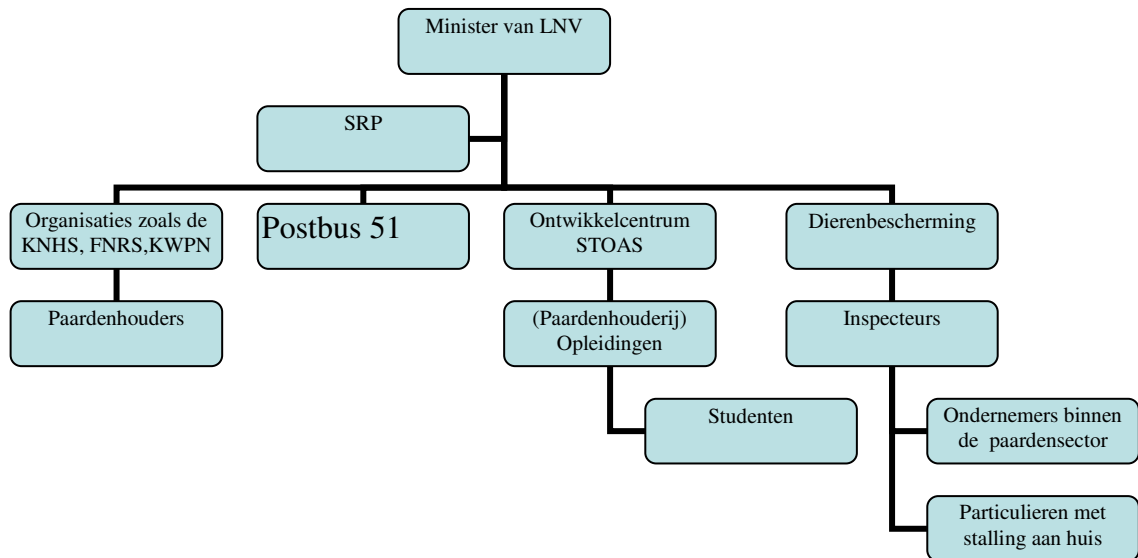 Minister van LNV
SRP
Organisaties zoals de
KNHS, FNRS,KWPN
Postbus 51
Ontwikkelcentrum
STOAS
Dierenbescherming
Paardenhouders
(Paardenhouderij)
Opleidingen
Inspecteurs
Studenten
Ondernemers binnen
de paardensector
Particulieren met
stalling aan huis